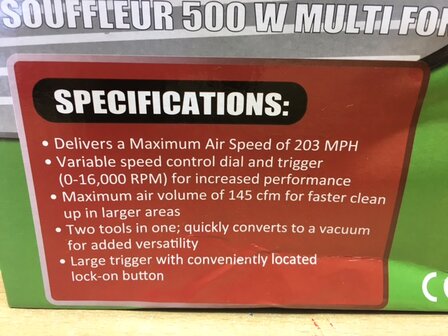 SOUFFLEUR 500 W MULTI FO
SPECIFICATIONS:
• Delivers a Maximum Air Speed of 203 MPH
• Variable speed control dial and trigger
(0-16,000 RPM) for increased performance
• Maximum air volume of 145 cfm for faster clean
up in larger areas
• Two tools in one; quickly converts to a vacuum
for added versatility
• Large trigger with conveniently located
lock-on button